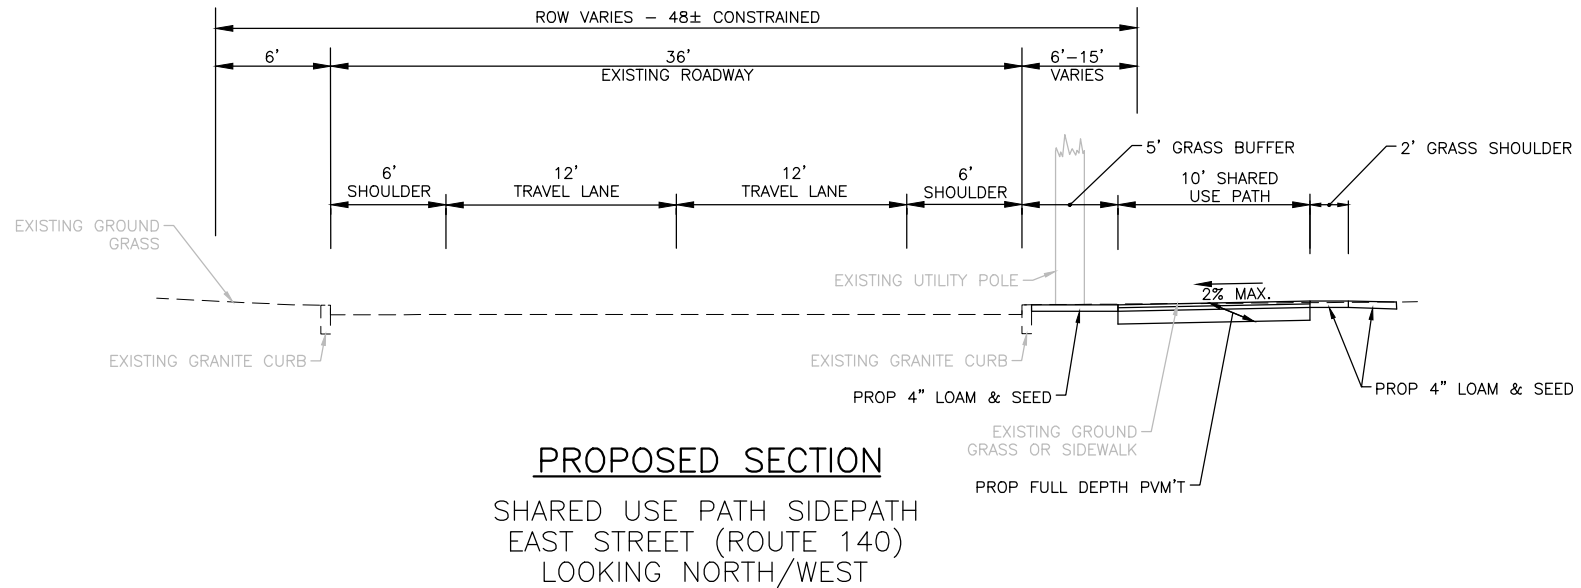 ROW VARIES – 48± CONSTRAINED
6'
36'
EXISTING ROADWAY
6'–15'
VARIES
6'
SHOULDER
12'
TRAVEL LANE
12'
TRAVEL LANE
6'
SHOULDER
5' GRASS BUFFER
10' SHARED
USE PATH
2' GRASS SHOULDER
EXISTING GROUND
GRASS
EXISTING UTILITY POLE
2% MAX.
EXISTING GRANITE CURB
EXISTING GRANITE CURB
PROP 4" LOAM & SEED
PROP 4" LOAM & SEED
EXISTING GROUND
GRASS OR SIDEWALK
PROP FULL DEPTH PVM'T
PROPOSED SECTION
SHARED USE PATH SIDEPATH
EAST STREET (ROUTE 140)
LOOKING NORTH/WEST